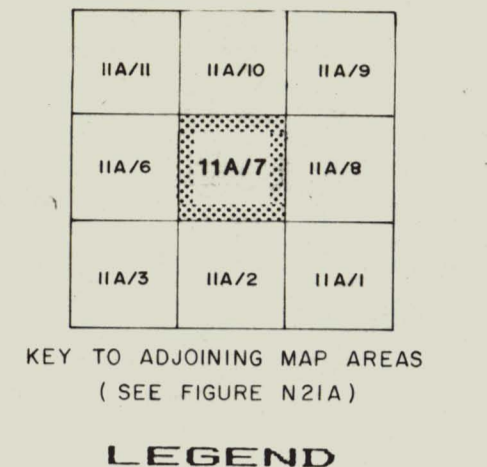 11A/11 11A/10 11A/9
11A/6 11A/7 11A/8
11A/3 11A/2 11A/1
KEY TO ADJOINING MAP AREAS
( SEE FIGURE N21A )
LEGEND